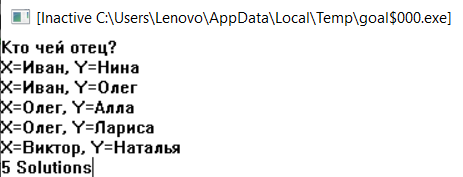 [Inactive C:\Users\Lenovo\AppData\Local\Temp\goal$000.exe]
Кто чей отец?
X=Иван, Y=Нина
X=Иван, Y=Олег
X=Олег, Y=Алла
X=Олег, Y=Лариса
X=Виктор, Y=Наталья
5 Solutions